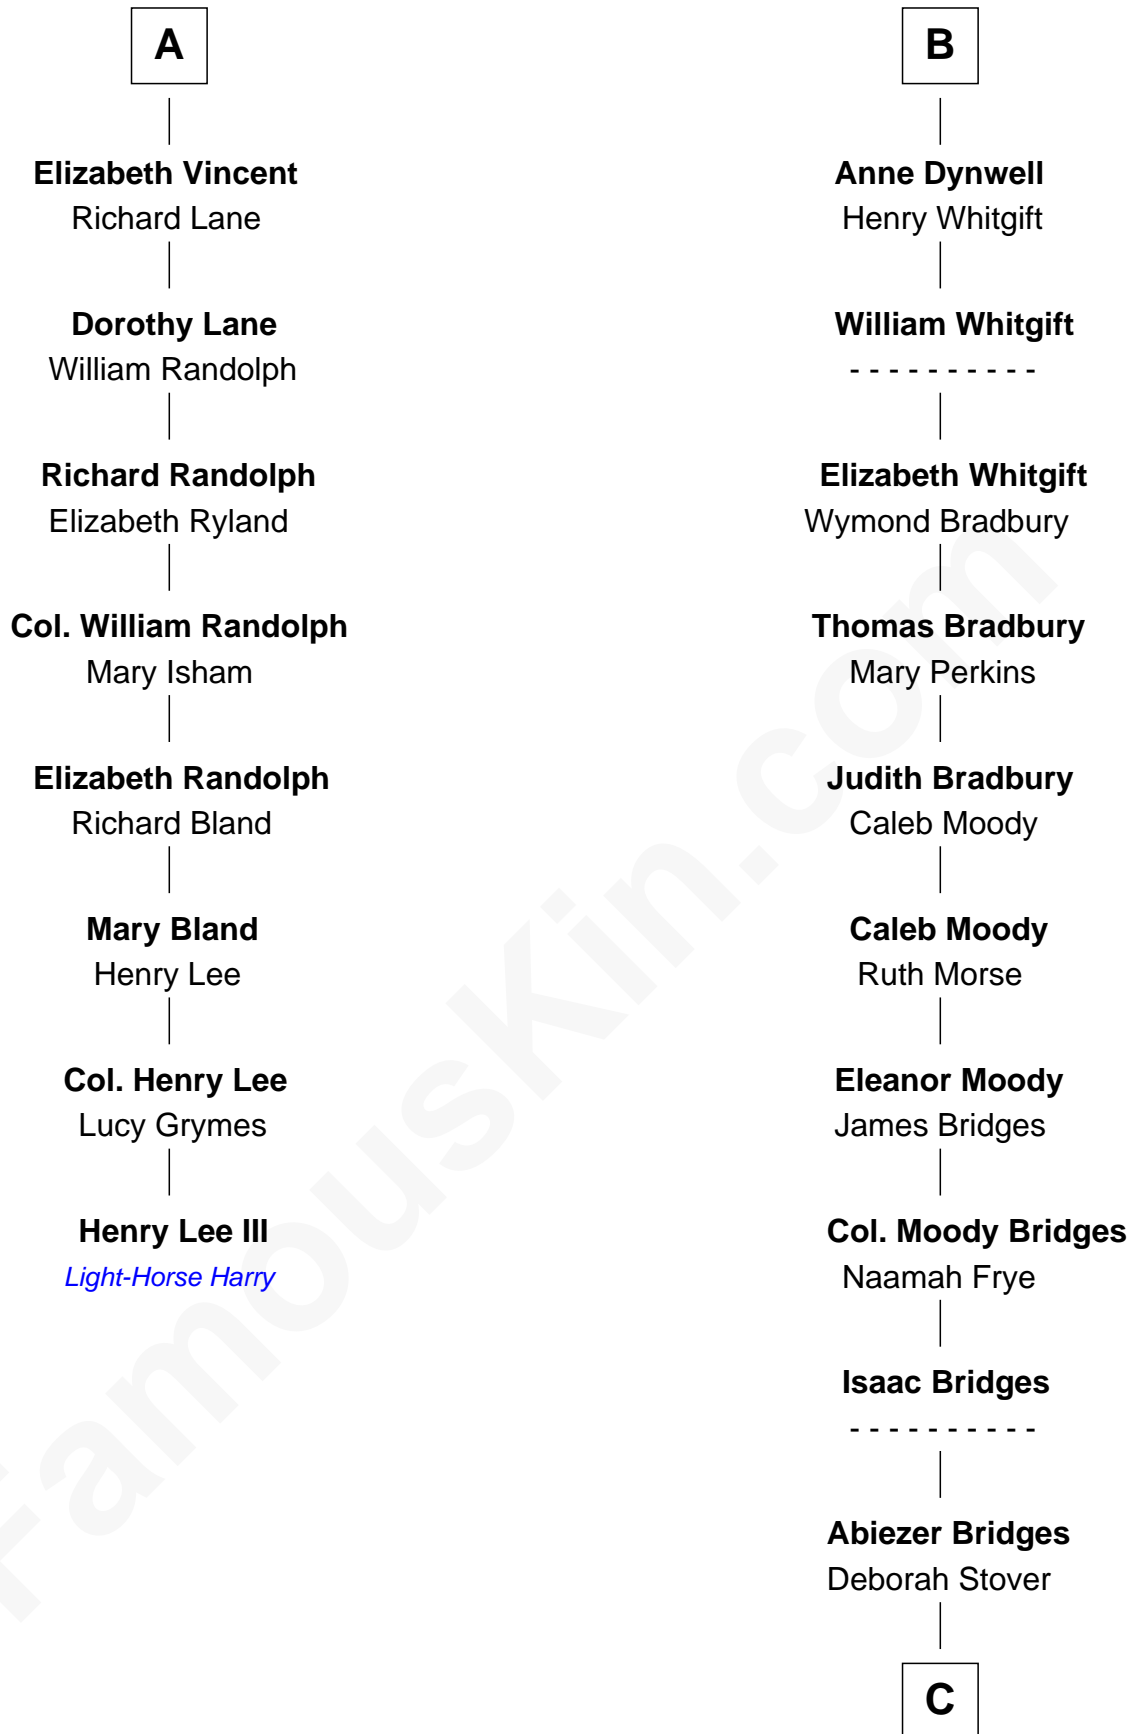 A
Elizabeth Vincent
Richard Lane
Dorothy Lane
William Randolph
Richard Randolph
Elizabeth Ryland
Col. William Randolph
Mary Isham
Elizabeth Randolph
Richard Bland
Mary Bland
Henry Lee
Col. Henry Lee
Lucy Grymes
Henry Lee III
Light-Horse Harry
B
Anne Dynwell
Henry Whitgift
William Whitgift
- - - - - - - - - -
Elizabeth Whitgift
Wymond Bradbury
Thomas Bradbury
Mary Perkins
Judith Bradbury
Caleb Moody
Caleb Moody
Ruth Morse
Eleanor Moody
James Bridges
Col. Moody Bridges
Naamah Frye
Isaac Bridges
- - - - - - - - - -
Abiezer Bridges
Deborah Stover
C
FamousKin.com